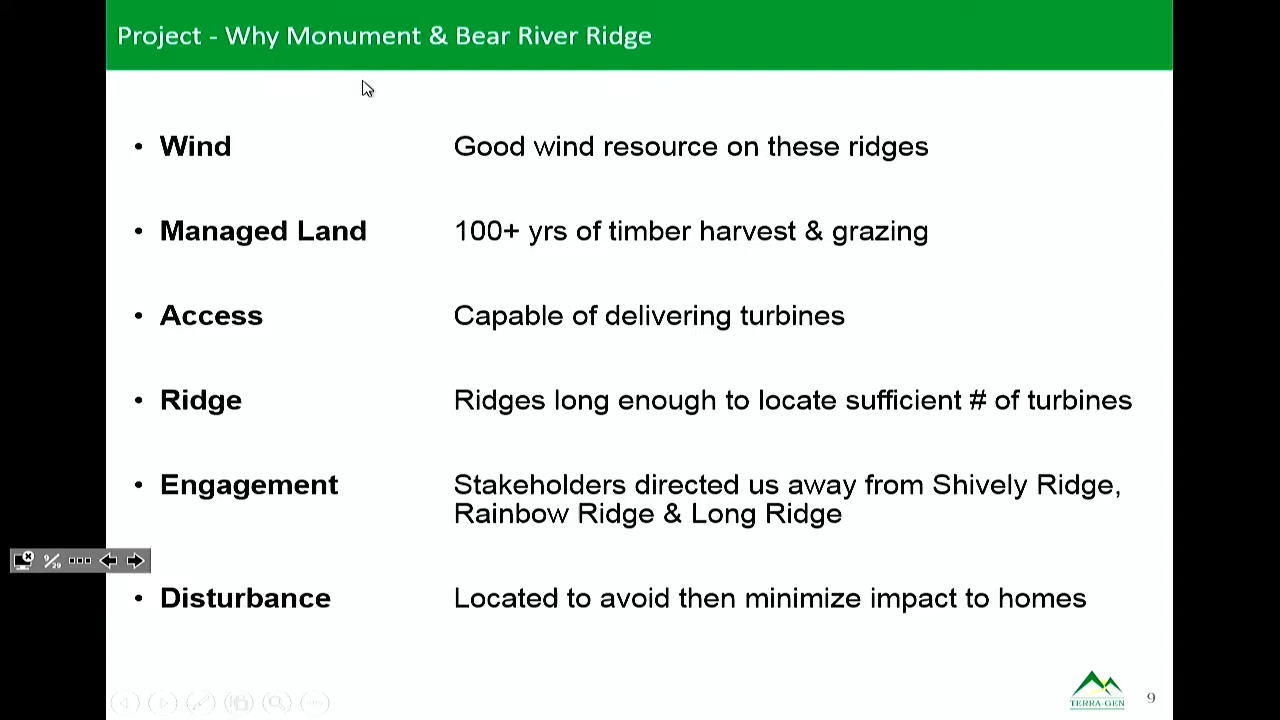 Project - Why Monument & Bear River Ridge
• Wind Good wind resource on these ridges
• Managed Land 100+ yrs of timber harvest & grazing
• Access Capable of delivering turbines
• Ridge Ridges long enough to locate sufficient # of turbines
• Engagement Stakeholders directed us away from Shively Ridge,
Rainbow Ridge & Long Ridge
9/29
• Disturbance Located to avoid then minimize impact to homes
TERRA-GEN
9